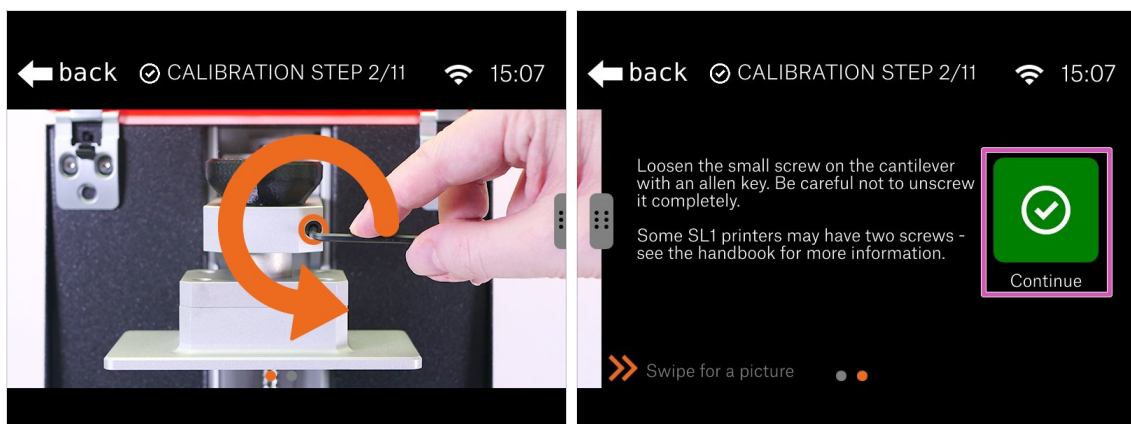 back CALIBRATION STEP 2/11 15:07
back CALIBRATION STEP 2/11 15:07
Loosen the small screw on the cantilever
with an allen key. Be careful not to unscrew
it completely.
Some SL1 printers may have two screws -
see the handbook for more information.
Continue
Swipe for a picture